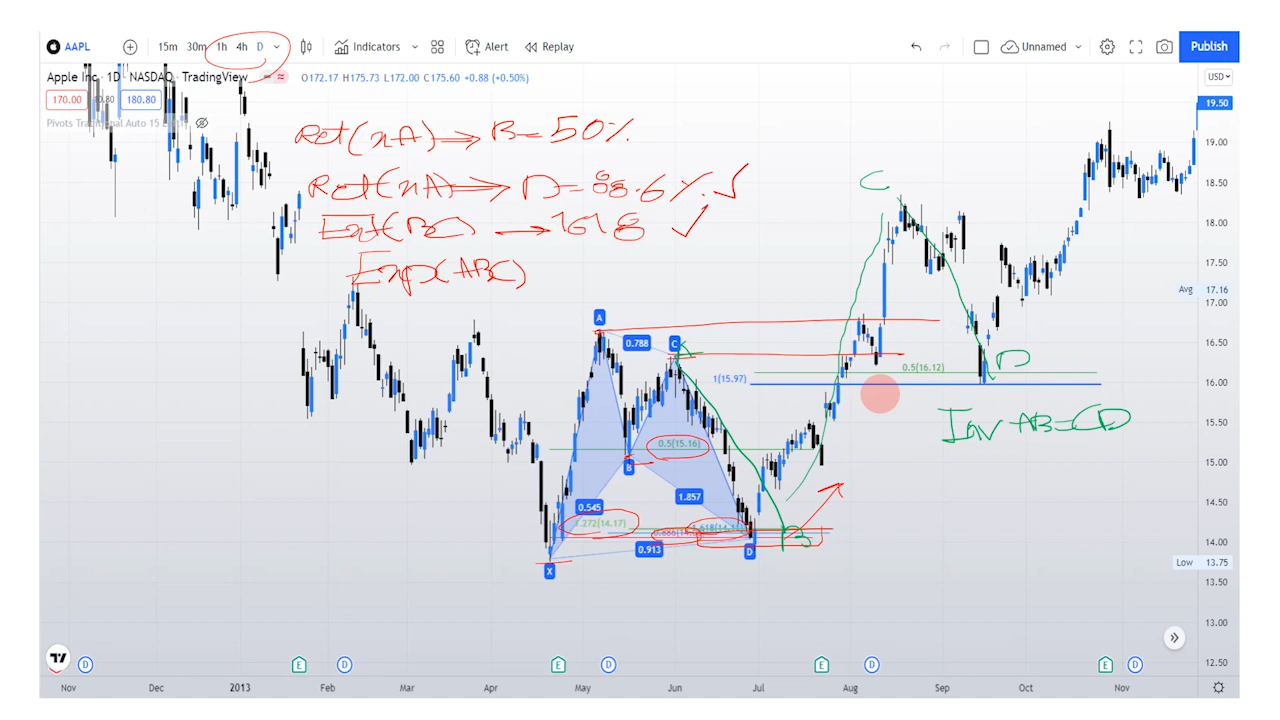 AAPL 15m 30m 1h 4h D Indicators Alert Replay Unnamed Publish
Apple Inc · 1D · NASDAQ · TradingView O172.17 H175.73 L172.00 C175.60 +0.88 (+0.50%) USD
170.00 180.80 19.50
Pivots Traditional Auto 15
Ret(XA) → B = 50%
19.00
Ret(XA) → D = 88.6% ✓
18.50
C
Ext(BC) → 1618 ✓
18.00
Exp(ABC)
17.50
Avg 17.16
17.00
A
0.788 C
16.50
0.5(16.12)
D
1(15.97)
16.00
Inv AB=CD
15.50
0.5(15.16)
B
15.00
1.857
0.545
14.50
1.272(14.17)
B
14.00
0.913 D
X
Low 13.75
13.50
13.00
D E D E D E D E D
12.50
Nov Dec 2013 Feb Mar Apr May Jun Jul Aug Sep Oct Nov